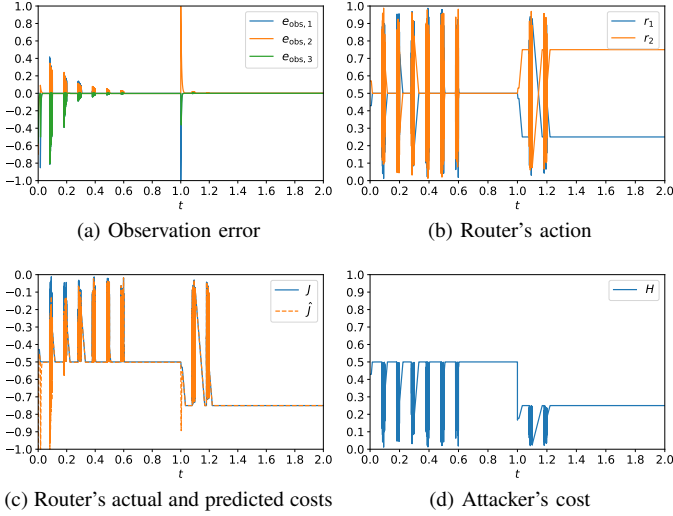 1.0
0.8
0.6
0.4
0.2
0.0
−0.2
−0.4
−0.6
−0.8
−1.0
0.0 0.2 0.4 0.6 0.8 1.0 1.2 1.4 1.6 1.8 2.0
t
e_obs, 1
e_obs, 2
e_obs, 3
(a) Observation error
1.0
0.9
0.8
0.7
0.6
0.5
0.4
0.3
0.2
0.1
0.0
0.0 0.2 0.4 0.6 0.8 1.0 1.2 1.4 1.6 1.8 2.0
t
r₁
r₂
(b) Router's action
0.0
−0.1
−0.2
−0.3
−0.4
−0.5
−0.6
−0.7
−0.8
−0.9
−1.0
0.0 0.2 0.4 0.6 0.8 1.0 1.2 1.4 1.6 1.8 2.0
t
J
Ĵ
(c) Router's actual and predicted costs
1.0
0.9
0.8
0.7
0.6
0.5
0.4
0.3
0.2
0.1
0.0
0.0 0.2 0.4 0.6 0.8 1.0 1.2 1.4 1.6 1.8 2.0
t
H
(d) Attacker's cost